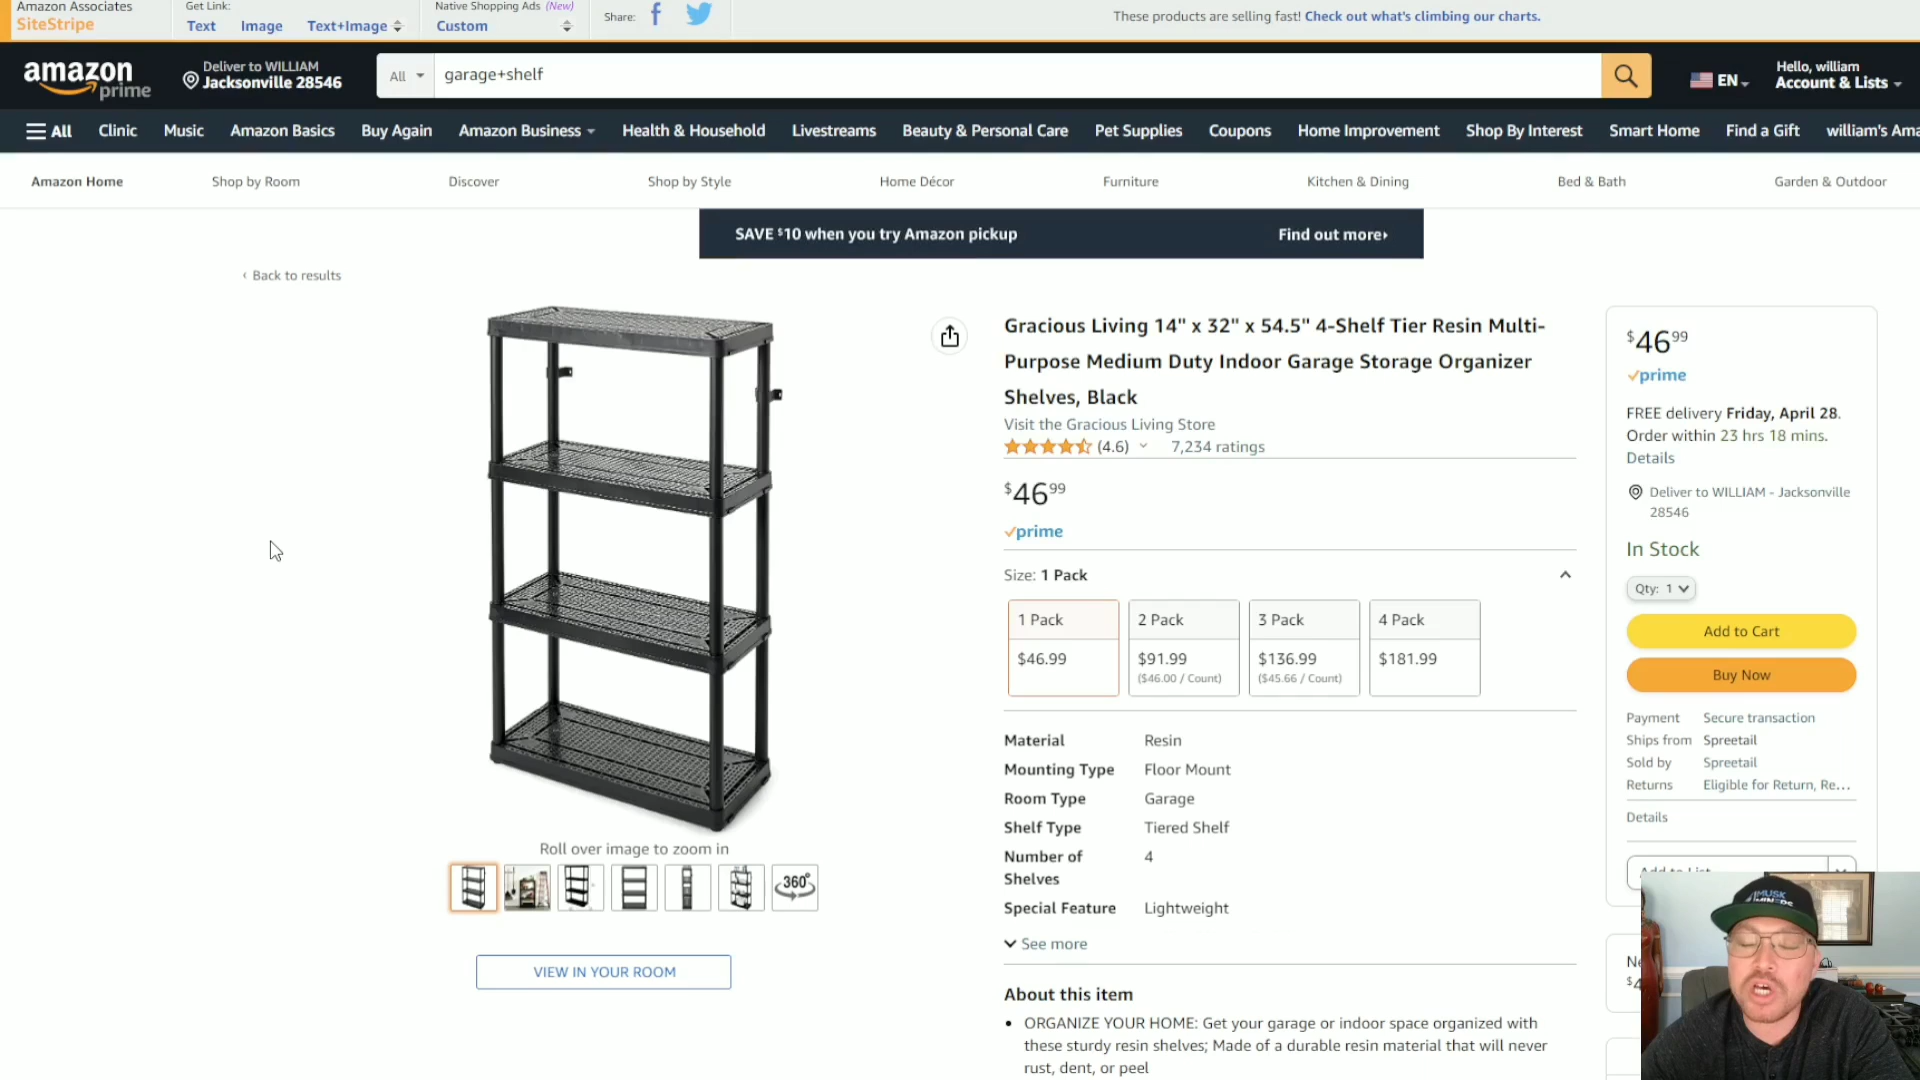 Amazon Associates
SiteStripe
Get Link:
Text Image Text+Image
Native Shopping Ads (New)
Custom
Share:
These products are selling fast! Check out what's climbing our charts.
amazon
prime
Deliver to WILLIAM
Jacksonville 28546
All
garage+shelf
EN
Hello, william
Account & Lists
All Clinic Music Amazon Basics Buy Again Amazon Business Health & Household Livestreams Beauty & Personal Care Pet Supplies Coupons Home Improvement Shop By Interest Smart Home Find a Gift william's Ama
Amazon Home Shop by Room Discover Shop by Style Home Décor Furniture Kitchen & Dining Bed & Bath Garden & Outdoor
SAVE $10 when you try Amazon pickup Find out more
‹ Back to results
Roll over image to zoom in
360°
VIEW IN YOUR ROOM
Gracious Living 14" x 32" x 54.5" 4-Shelf Tier Resin Multi-
Purpose Medium Duty Indoor Garage Storage Organizer
Shelves, Black
Visit the Gracious Living Store
(4.6) 7,234 ratings
$46.99
prime
Size: 1 Pack
1 Pack 2 Pack 3 Pack 4 Pack
$46.99 $91.99 $136.99 $181.99
($46.00 / Count) ($45.66 / Count)
Material Resin
Mounting Type Floor Mount
Room Type Garage
Shelf Type Tiered Shelf
Number of 4
Shelves
Special Feature Lightweight
See more
About this item
• ORGANIZE YOUR HOME: Get your garage or indoor space organized with
these sturdy resin shelves; Made of a durable resin material that will never
rust, dent, or peel
$46.99
prime
FREE delivery Friday, April 28.
Order within 23 hrs 18 mins.
Details
Deliver to WILLIAM - Jacksonville
28546
In Stock
Qty: 1
Add to Cart
Buy Now
Payment Secure transaction
Ships from Spreetail
Sold by Spreetail
Returns Eligible for Return, Re...
Details
MUSK